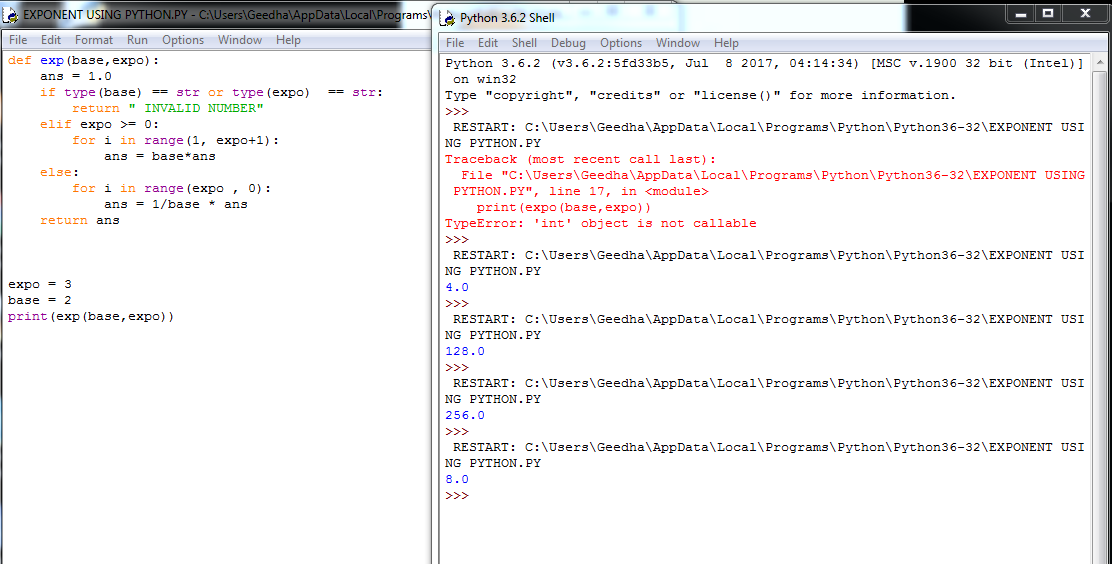 EXPONENT USING PYTHON.PY - C:\Users\Geedha\AppData\Local\Programs\
File Edit Format Run Options Window Help
def exp(base,expo):
    ans = 1.0
    if type(base) == str or type(expo)  == str:
        return " INVALID NUMBER"
    elif expo >= 0:
        for i in range(1, expo+1):
            ans = base*ans
    else:
        for i in range(expo , 0):
            ans = 1/base * ans
    return ans
expo = 3
base = 2
print(exp(base,expo))
Python 3.6.2 Shell
File Edit Shell Debug Options Window Help
Python 3.6.2 (v3.6.2:5fd33b5, Jul  8 2017, 04:14:34) [MSC v.1900 32 bit (Intel)]
 on win32
Type "copyright", "credits" or "license()" for more information.
>>>
 RESTART: C:\Users\Geedha\AppData\Local\Programs\Python\Python36-32\EXPONENT USI
NG PYTHON.PY
Traceback (most recent call last):
  File "C:\Users\Geedha\AppData\Local\Programs\Python\Python36-32\EXPONENT USING
 PYTHON.PY", line 17, in <module>
    print(expo(base,expo))
TypeError: 'int' object is not callable
>>>
 RESTART: C:\Users\Geedha\AppData\Local\Programs\Python\Python36-32\EXPONENT USI
NG PYTHON.PY
4.0
>>>
 RESTART: C:\Users\Geedha\AppData\Local\Programs\Python\Python36-32\EXPONENT USI
NG PYTHON.PY
128.0
>>>
 RESTART: C:\Users\Geedha\AppData\Local\Programs\Python\Python36-32\EXPONENT USI
NG PYTHON.PY
256.0
>>>
 RESTART: C:\Users\Geedha\AppData\Local\Programs\Python\Python36-32\EXPONENT USI
NG PYTHON.PY
8.0
>>>